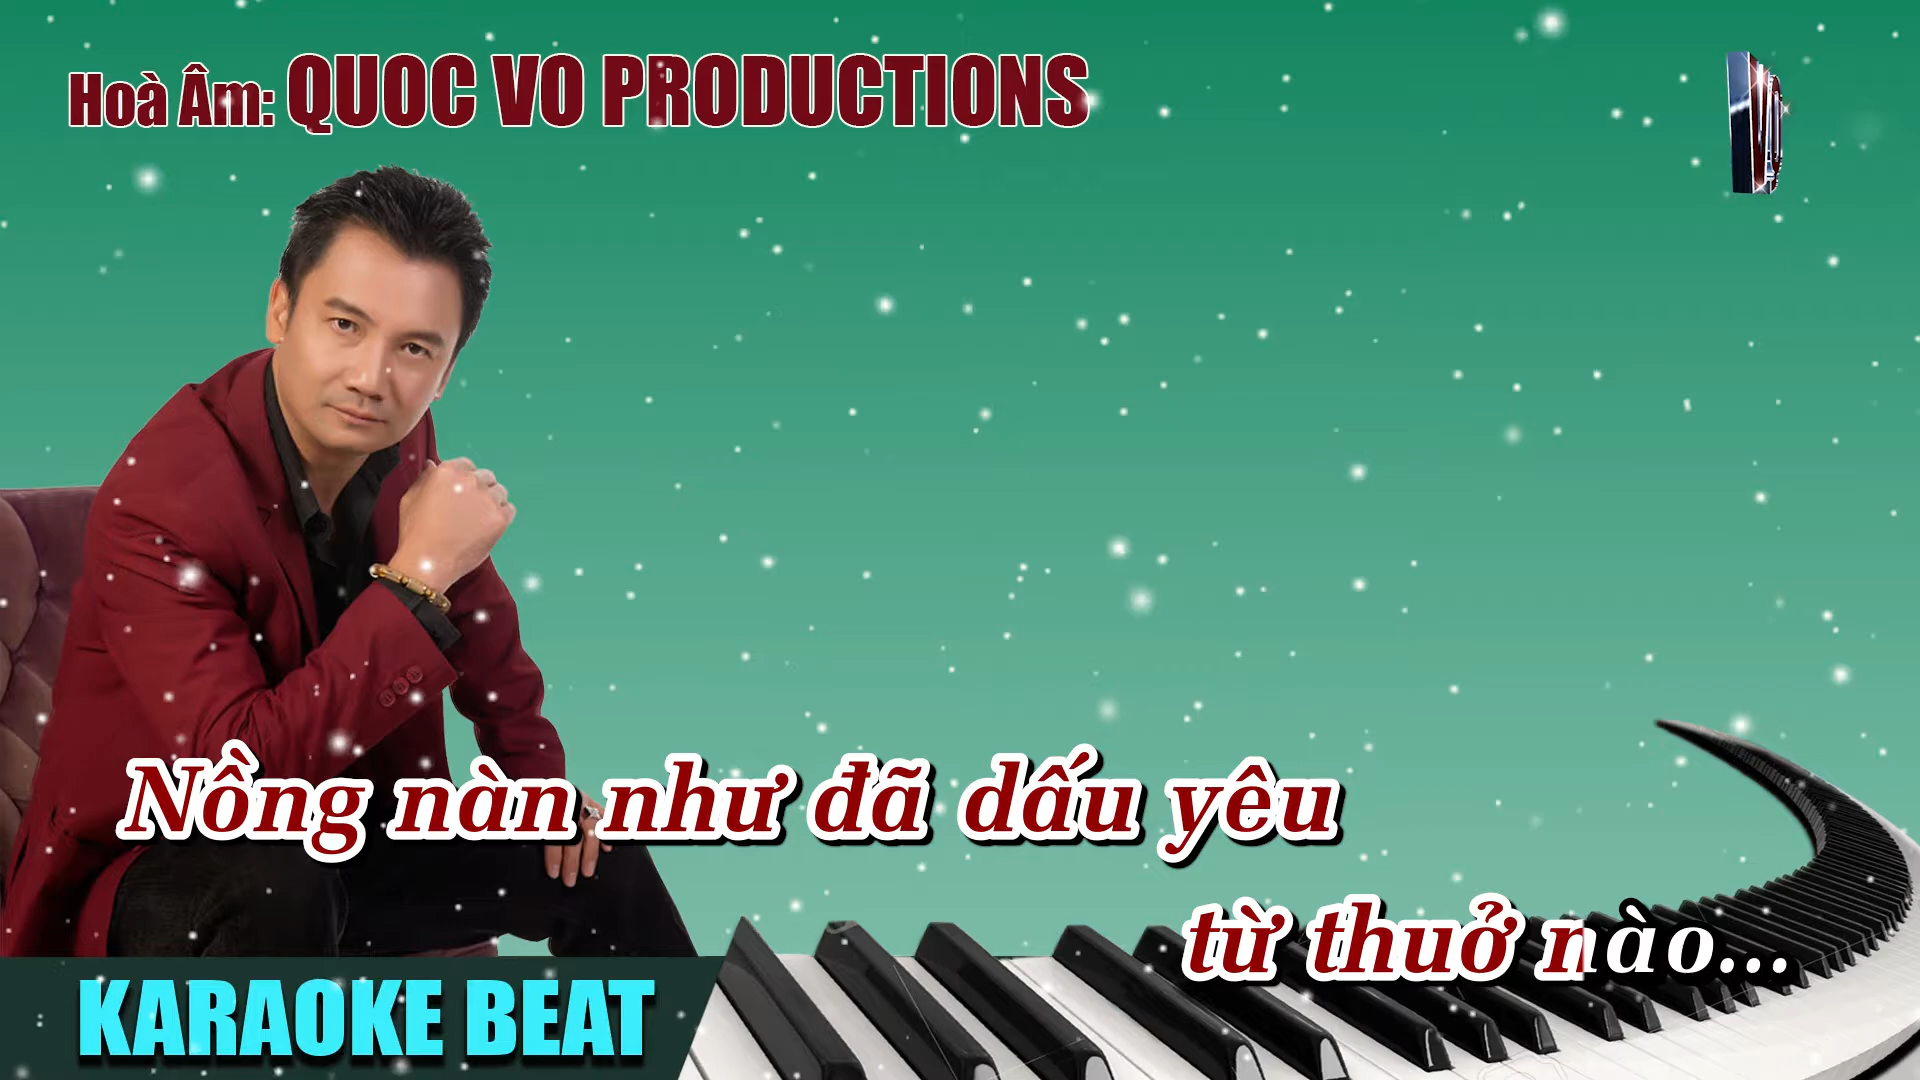 Hoà Âm: QUOC VO PRODUCTIONS
Nồng nàn như đã dấu yêu
từ thuở nào...
KARAOKE BEAT